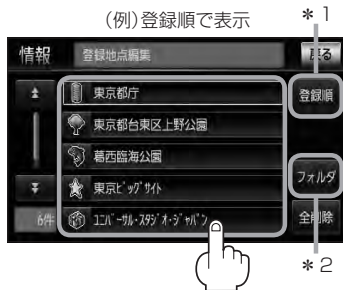 (例)登録順で表示
*1
情報 登録地点編集 戻る
東京都庁 登録順
東京都台東区上野公園
葛西臨海公園
東京ビッグサイト フォルダ
6件 ユニバーサル・スタジオ・ジャパン 全削除
*2